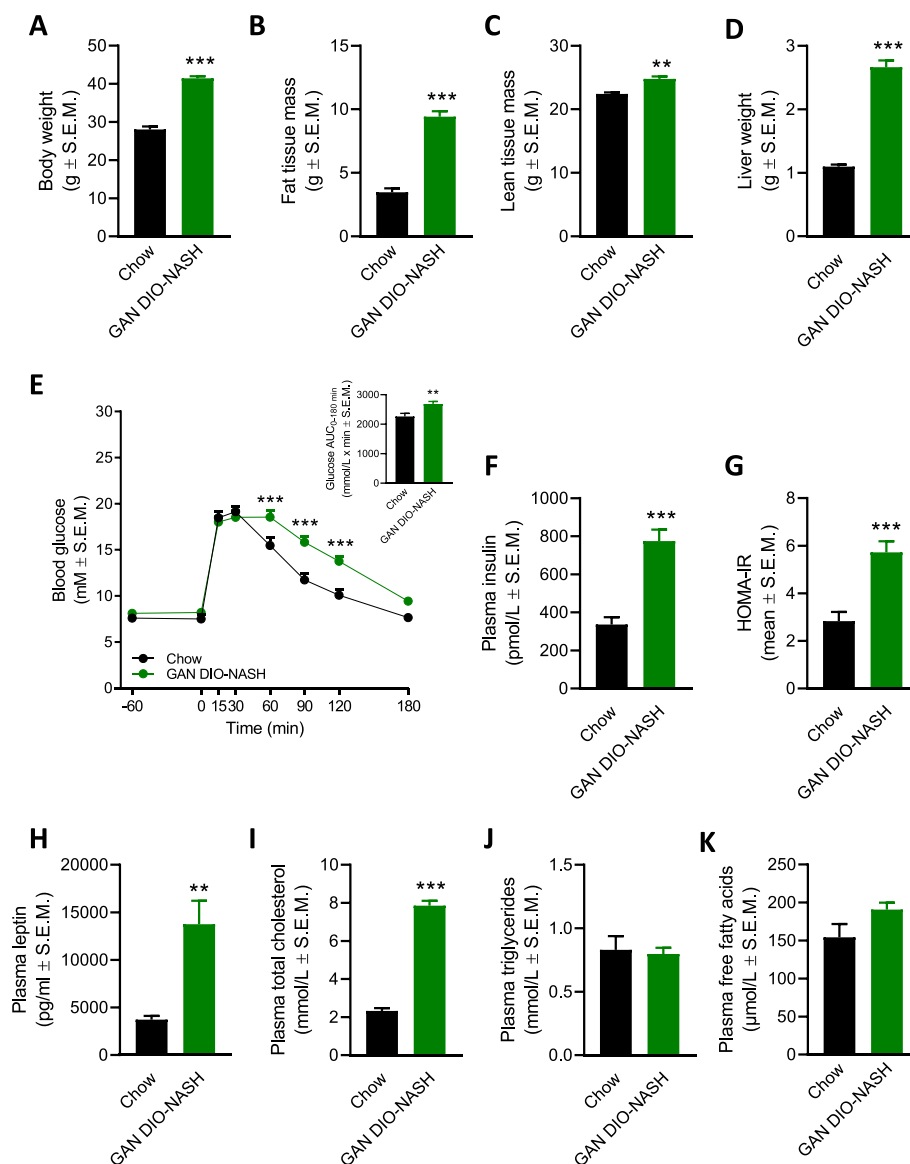 A
Body weight
(g ± S.E.M.)
50
40
30
20
10
0
***
Chow
GAN DIO-NASH
B
Fat tissue mass
(g ± S.E.M.)
15
10
5
0
***
Chow
GAN DIO-NASH
C
Lean tissue mass
(g ± S.E.M.)
30
20
10
0
**
Chow
GAN DIO-NASH
D
Liver weight
(g ± S.E.M.)
3
2
1
0
***
Chow
GAN DIO-NASH
E
Blood glucose
(mM ± S.E.M.)
30
25
20
15
10
5
0
***
***
***
Chow
GAN DIO-NASH
-60 0 15 30 60 90 120 180
Time (min)
Glucose AUC0-180 min
(mmol/L x min ± S.E.M.)
3000
2000
1000
0
**
Chow
GAN DIO-NASH
F
Plasma insulin
(pmol/L ± S.E.M.)
800
600
400
200
0
***
Chow
GAN DIO-NASH
G
HOMA-IR
(mean ± S.E.M.)
8
6
4
2
0
***
Chow
GAN DIO-NASH
H
Plasma leptin
(pg/ml ± S.E.M.)
20000
15000
10000
5000
0
**
Chow
GAN DIO-NASH
I
Plasma total cholesterol
(mmol/L ± S.E.M.)
8
6
4
2
0
***
Chow
GAN DIO-NASH
J
Plasma triglycerides
(mmol/L ± S.E.M.)
1.0
0.5
0.0
Chow
GAN DIO-NASH
K
Plasma free fatty acids
(µmol/L ± S.E.M.)
250
200
150
100
50
0
Chow
GAN DIO-NASH